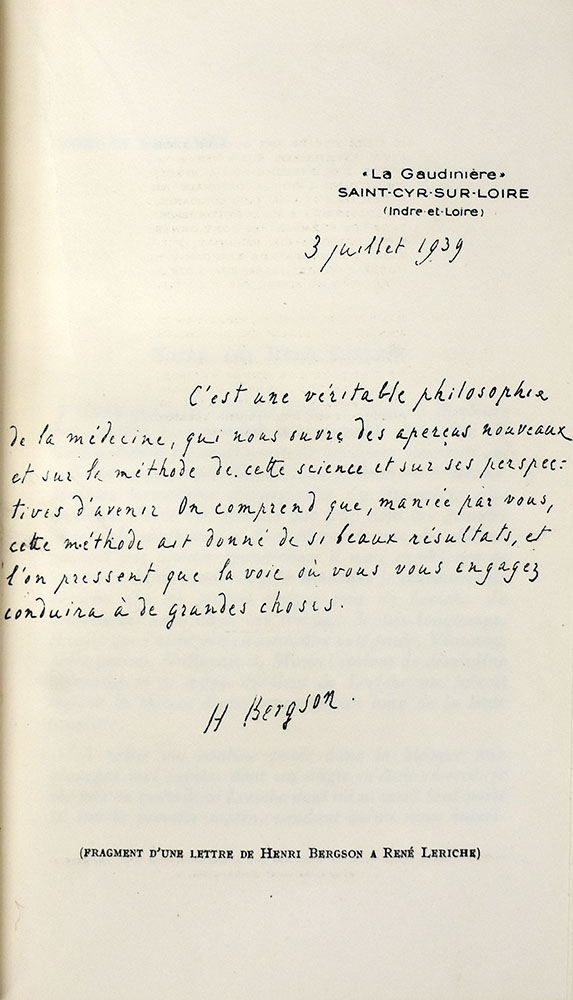 «La Gaudinière»
SAINT-CYR-SUR-LOIRE
(Indre-et-Loire)
3 juillet 1939
C'est une véritable philosophie
de la médecine, qui nous ouvre des aperçus nouveaux
et sur la méthode de cette science et sur ses perspec-
tives d'avenir. On comprend que, maniée par vous,
cette méthode ait donné de si beaux résultats, et
l'on pressent que la voie où vous vous engagez
conduira à de grandes choses.
H Bergson.
(FRAGMENT D'UNE LETTRE DE HENRI BERGSON A RENÉ LERICHE)